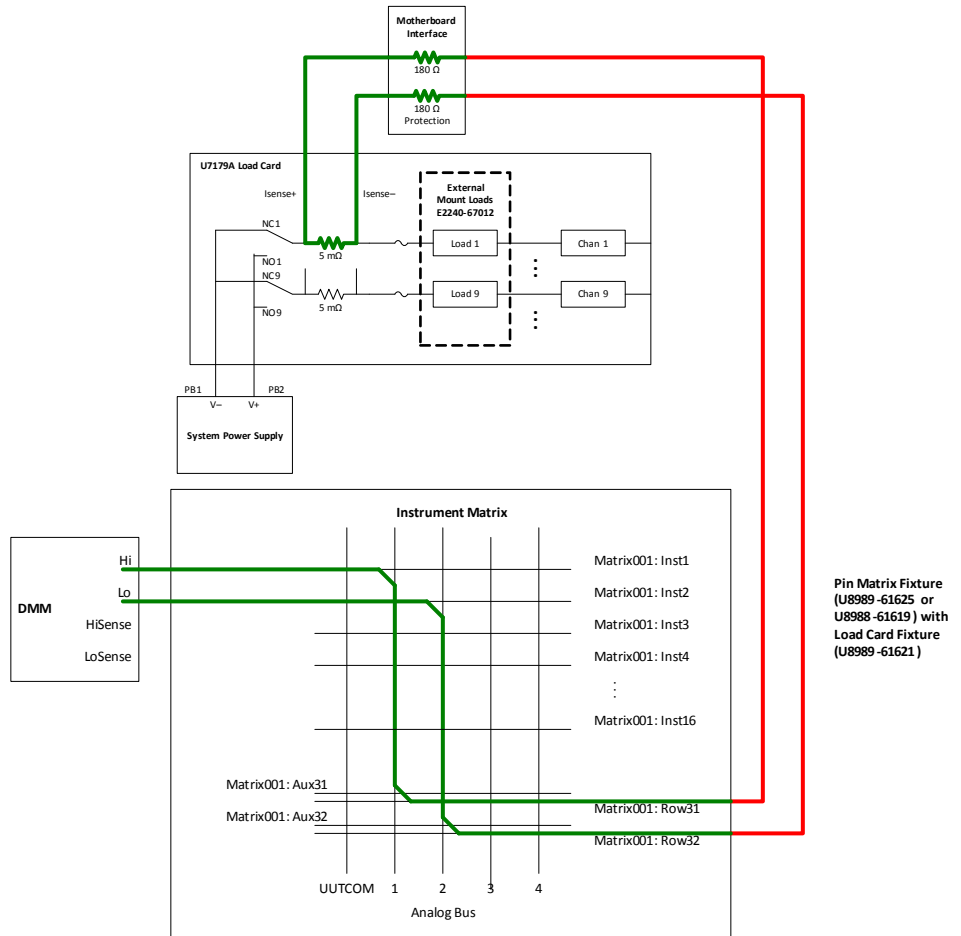 Motherboard
Interface
180 Ω
180 Ω
Protection
U7179A Load Card
Isense+
Isense–
External
Mount Loads
E2240-67012
NC1
Load 1
Chan 1
5 mΩ
NO1
NC9
Load 9
Chan 9
5 mΩ
NO9
PB1
PB2
V–
V+
System Power Supply
Instrument Matrix
Hi
Matrix001: Inst1
Lo
Matrix001: Inst2
DMM
HiSense
Matrix001: Inst3
LoSense
Matrix001: Inst4
Matrix001: Inst16
Pin Matrix Fixture
(U8989-61625 or
U8988-61619) with
Load Card Fixture
(U8989-61621)
Matrix001: Aux31
Matrix001: Row31
Matrix001: Aux32
Matrix001: Row32
UUTCOM 1 2 3 4
Analog Bus